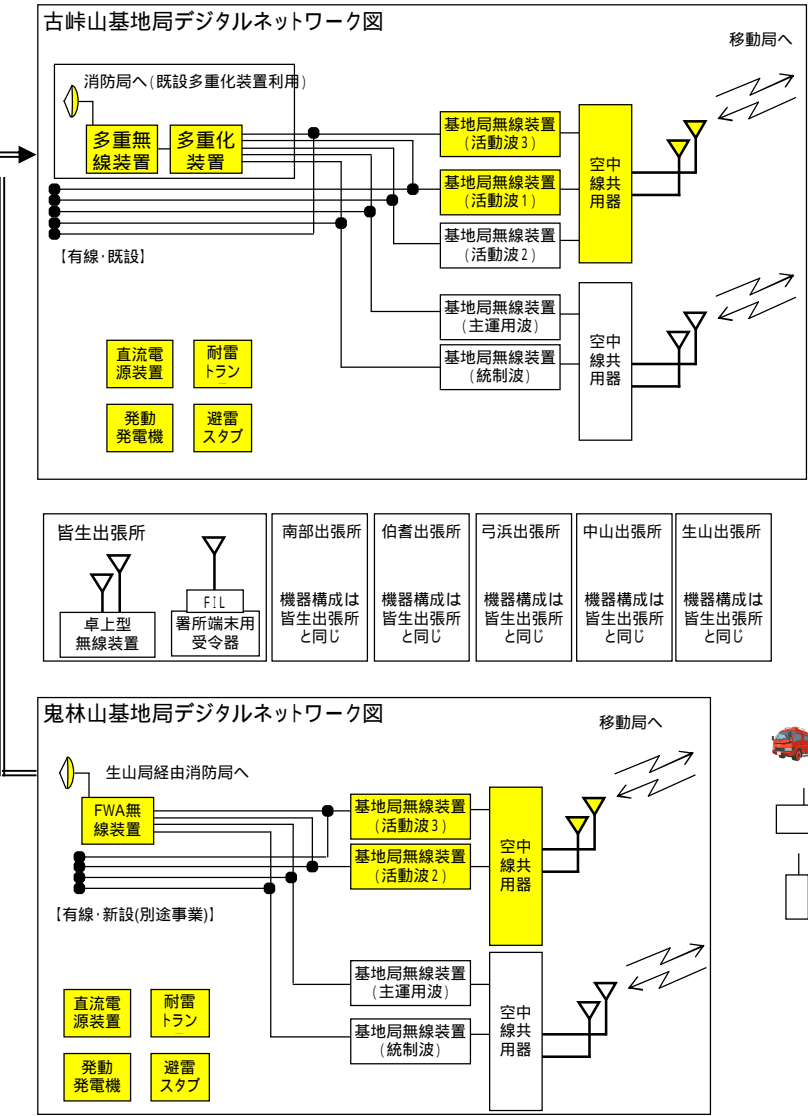 古峠山基地局デジタルネットワーク図
移動局へ
消防局へ(既設多重化装置利用)
多重無
線装置
多重化
装置
基地局無線装置
(活動波3)
基地局無線装置
(活動波1)
基地局無線装置
(活動波2)
空中
線共
用器
【有線・既設】
基地局無線装置
(主運用波)
基地局無線装置
(統制波)
空中
線共
用器
直流電
源装置
耐雷
トラン
発動
発電機
避雷
スタブ
皆生出張所
卓上型
無線装置
FIL
署所端末用
受令器
南部出張所
機器構成は
皆生出張所
と同じ
伯耆出張所
機器構成は
皆生出張所
と同じ
弓浜出張所
機器構成は
皆生出張所
と同じ
中山出張所
機器構成は
皆生出張所
と同じ
生山出張所
機器構成は
皆生出張所
と同じ
鬼林山基地局デジタルネットワーク図
移動局へ
生山局経由消防局へ
FWA無
線装置
基地局無線装置
(活動波3)
基地局無線装置
(活動波2)
空中
線共
用器
【有線・新設(別途事業)】
基地局無線装置
(主運用波)
基地局無線装置
(統制波)
空中
線共
用器
直流電
源装置
耐雷
トラン
発動
発電機
避雷
スタブ